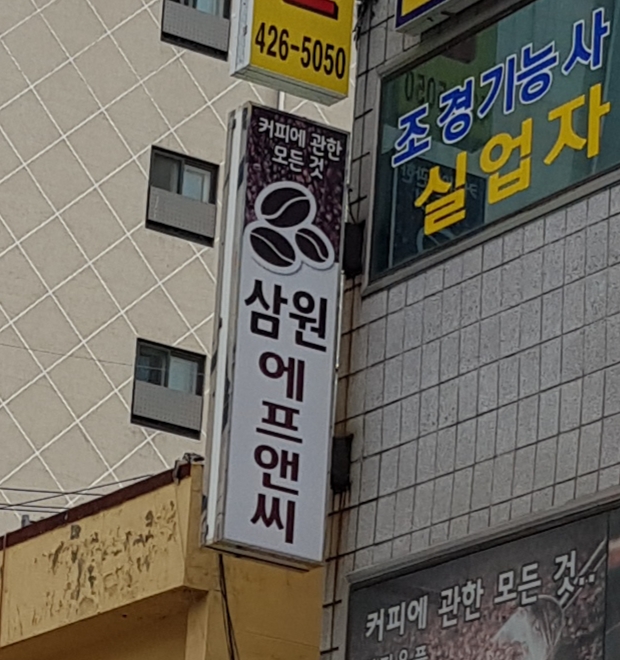 426-5050
커피에 관한
모든 것
삼원
에프앤씨
조경기능사
실업자
커피에 관한 모든 것..